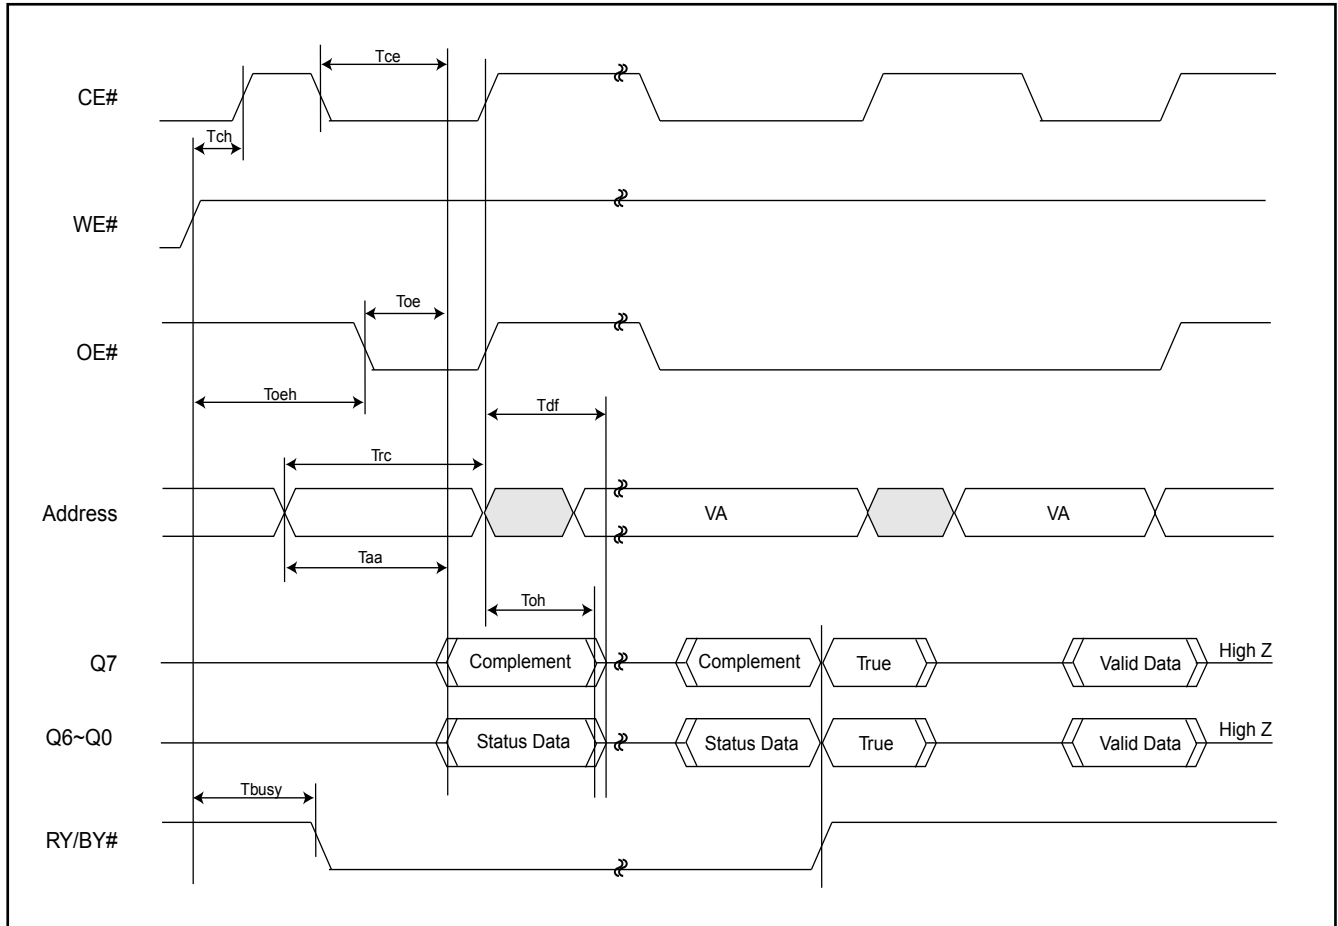 Tce
CE#
Tch
WE#
Toe
OE#
Toeh
Tdf
Trc
Address
VA
VA
Taa
Toh
Q7
Complement
Complement
True
Valid Data
High Z
Q6~Q0
Status Data
Status Data
True
Valid Data
High Z
Tbusy
RY/BY#